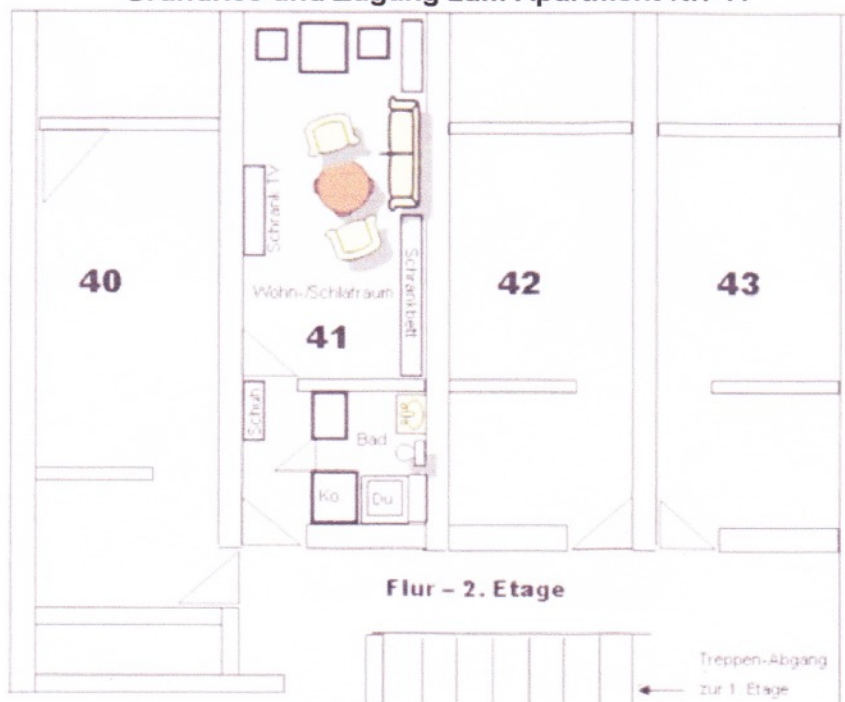 Schrank TV
40
Wohn-/Schlafraum
Schrankbett
42
43
41
Schuh
Bad
Ko
Du
Flur – 2. Etage
Treppen-Abgang
zur 1. Etage